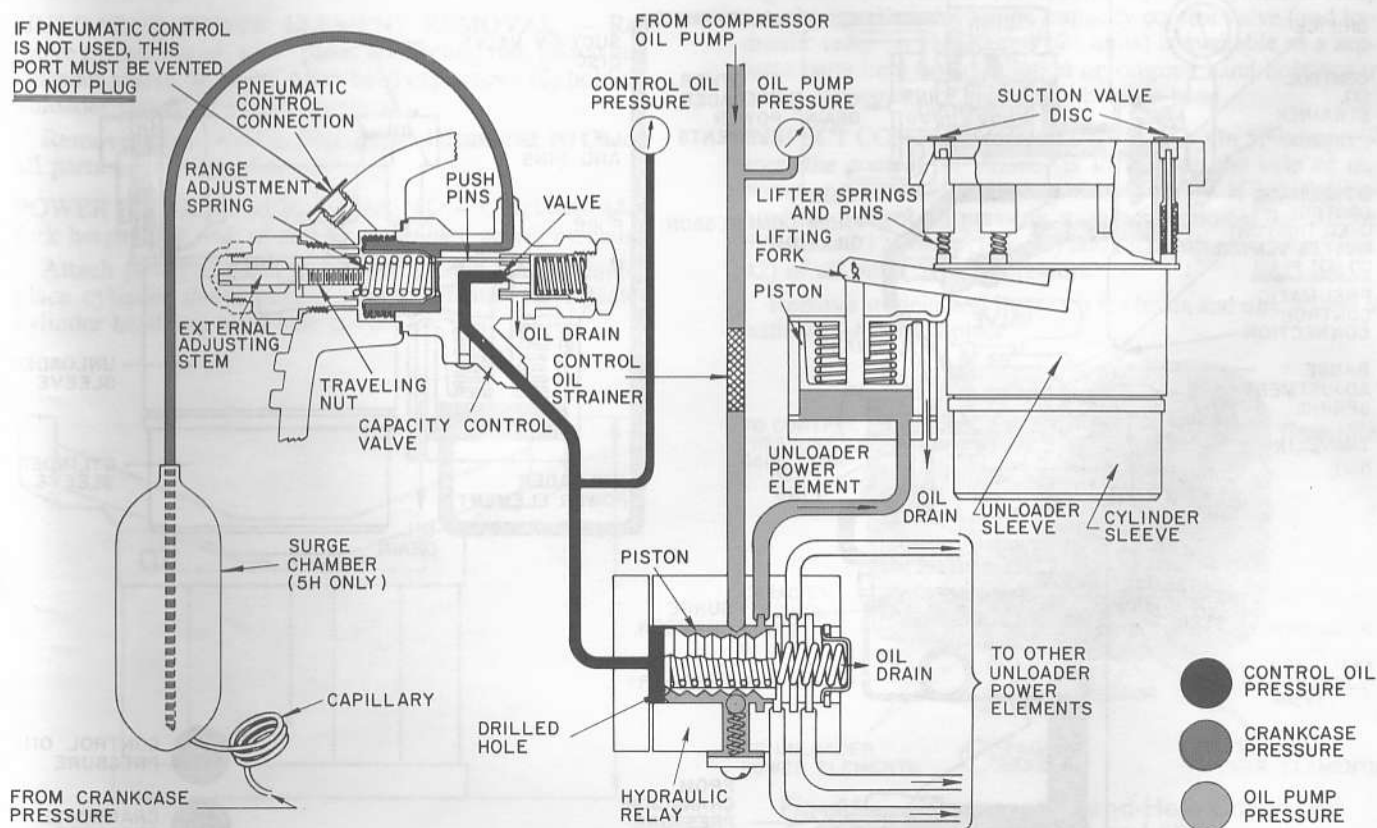 IF PNEUMATIC CONTROL
IS NOT USED, THIS
PORT MUST BE VENTED
DO NOT PLUG
PNEUMATIC
CONTROL
CONNECTION
RANGE
ADJUSTMENT
SPRING
PUSH
PINS
VALVE
FROM COMPRESSOR
OIL PUMP
CONTROL OIL
PRESSURE
OIL PUMP
PRESSURE
SUCTION VALVE
DISC
LIFTER SPRINGS
AND PINS
LIFTING
FORK
PISTON
EXTERNAL
ADJUSTING
STEM
TRAVELING
NUT
OIL DRAIN
CONTROL
OIL
STRAINER
CAPACITY CONTROL
VALVE
UNLOADER
POWER
ELEMENT
OIL
DRAIN
UNLOADER
SLEEVE
CYLINDER
SLEEVE
SURGE
CHAMBER
(5H ONLY)
PISTON
OIL
DRAIN
TO OTHER
UNLOADER
POWER
ELEMENTS
CAPILLARY
DRILLED
HOLE
HYDRAULIC
RELAY
FROM CRANKCASE
PRESSURE
CONTROL OIL
PRESSURE
CRANKCASE
PRESSURE
OIL PUMP
PRESSURE